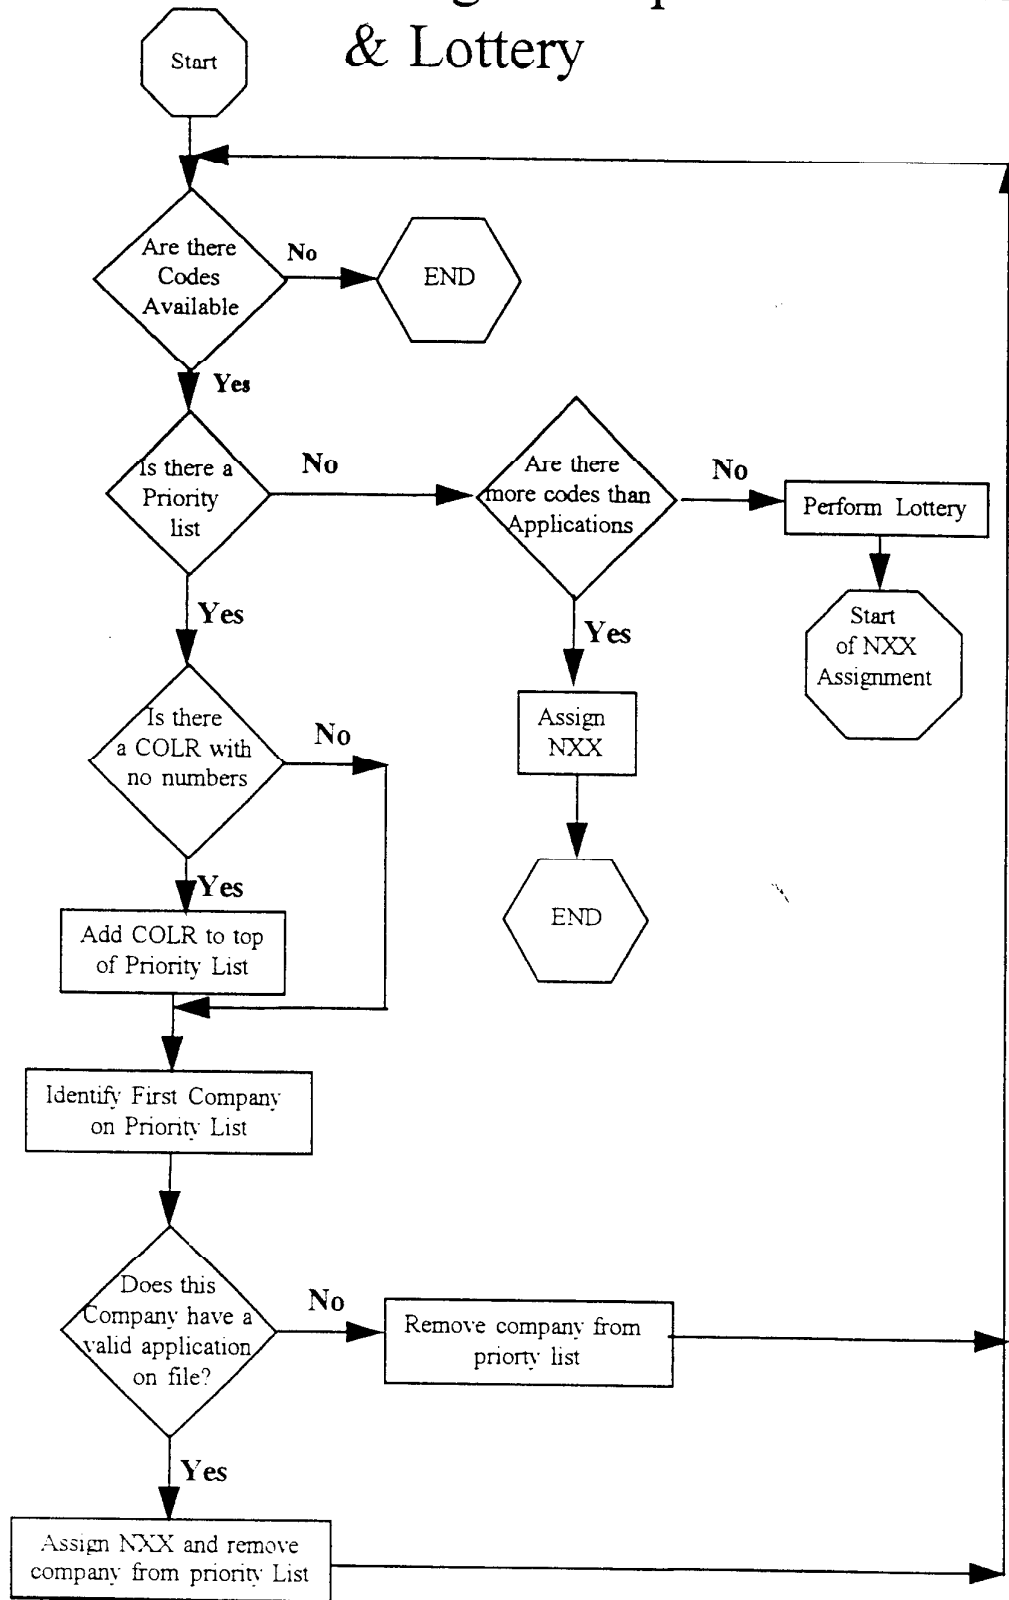 & Lottery
Start
Are there
Codes
Available
No
END
Yes
Is there a
Priority
list
No
Are there
more codes than
Applications
No
Perform Lottery
Start
of NXX
Assignment
Yes
Yes
Assign
NXX
END
Is there
a COLR with
no numbers
No
Yes
Add COLR to top
of Priority List
Identify First Company
on Priority List
Does this
Company have a
valid application
on file?
No
Remove company from
priorty list
Yes
Assign NXX and remove
company from priority List